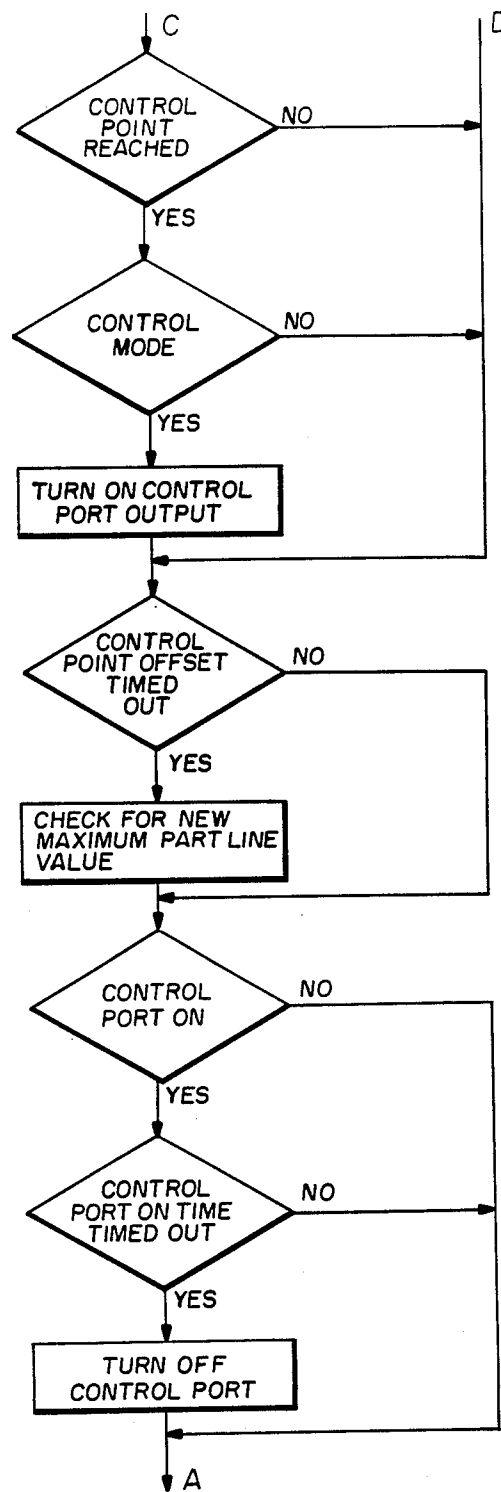 C
D
CONTROL
POINT
REACHED
NO
YES
CONTROL
MODE
NO
YES
TURN ON CONTROL
PORT OUTPUT
CONTROL
POINT OFFSET
TIMED
OUT
NO
YES
CHECK FOR NEW
MAXIMUM PART LINE
VALUE
CONTROL
PORT ON
NO
YES
CONTROL
PORT ON TIME
TIMED OUT
NO
YES
TURN OFF
CONTROL PORT
A